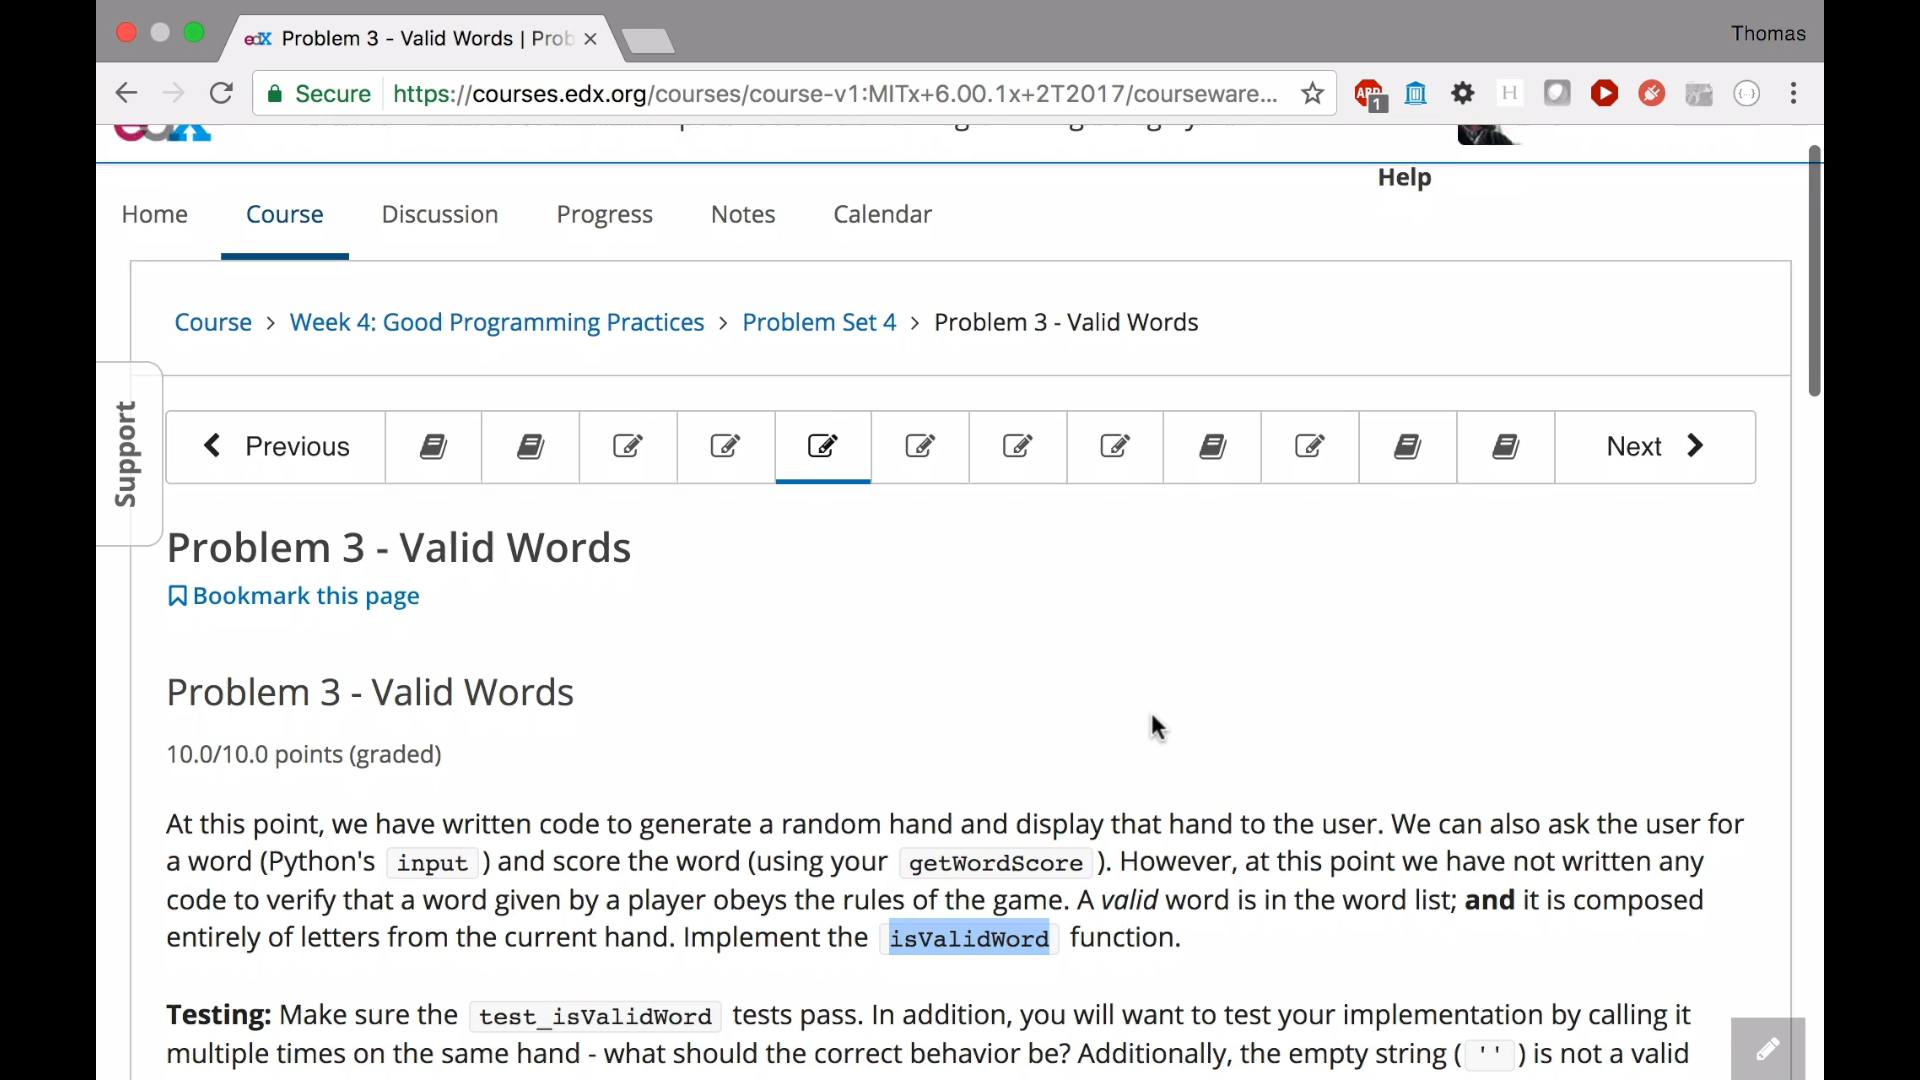 edX Problem 3 - Valid Words | Prob
Thomas
Secure https://courses.edx.org/courses/course-v1:MITx+6.00.1x+2T2017/courseware...
ABP 1
H
edX
Help
Home Course Discussion Progress Notes Calendar
Course > Week 4: Good Programming Practices > Problem Set 4 > Problem 3 - Valid Words
Support
Previous Next
Problem 3 - Valid Words
Bookmark this page
Problem 3 - Valid Words
10.0/10.0 points (graded)
At this point, we have written code to generate a random hand and display that hand to the user. We can also ask the user for
a word (Python's input ) and score the word (using your getWordScore ). However, at this point we have not written any
code to verify that a word given by a player obeys the rules of the game. A valid word is in the word list; and it is composed
entirely of letters from the current hand. Implement the isValidWord function.
Testing: Make sure the test_isValidWord tests pass. In addition, you will want to test your implementation by calling it
multiple times on the same hand - what should the correct behavior be? Additionally, the empty string ( '' ) is not a valid